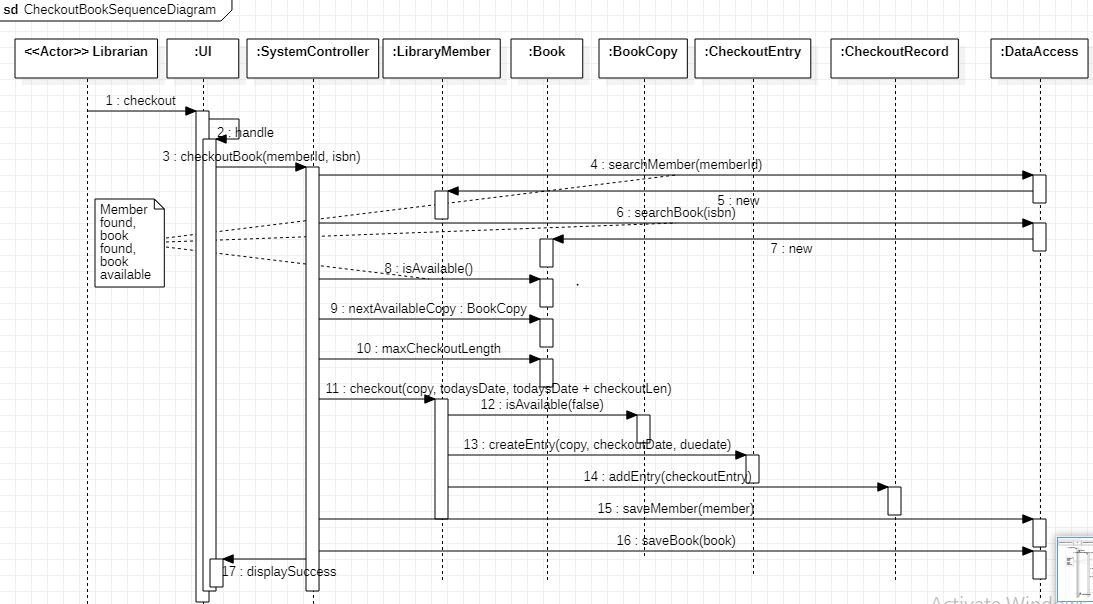 sd CheckoutBookSequenceDiagram
<<Actor>> Librarian
:UI
:SystemController
:LibraryMember
:Book
:BookCopy
:CheckoutEntry
:CheckoutRecord
:DataAccess
1 : checkout
2 : handle
3 : checkoutBook(memberId, isbn)
4 : searchMember(memberId)
5 : new
6 : searchBook(isbn)
7 : new
Member
found,
book
found,
book
available
8 : isAvailable()
9 : nextAvailableCopy : BookCopy
10 : maxCheckoutLength
11 : checkout(copy, todaysDate, todaysDate + checkoutLen)
12 : isAvailable(false)
13 : createEntry(copy, checkoutDate, duedate)
14 : addEntry(checkoutEntry)
15 : saveMember(member)
16 : saveBook(book)
17 : displaySuccess
Activate Windo